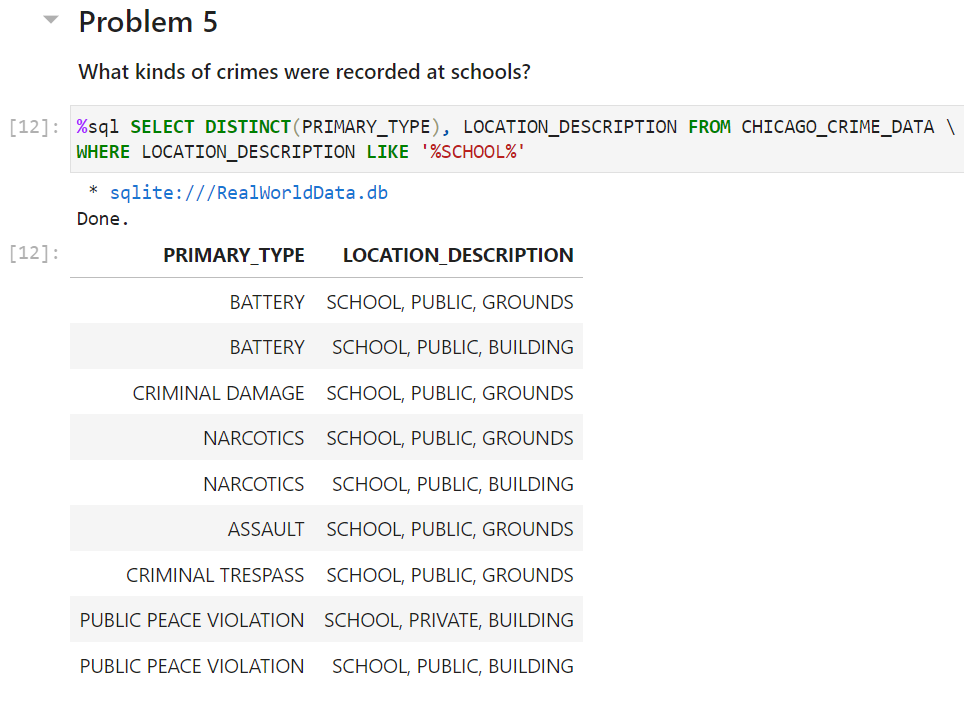 Problem 5
What kinds of crimes were recorded at schools?
[12]: %sql SELECT DISTINCT(PRIMARY_TYPE), LOCATION_DESCRIPTION FROM CHICAGO_CRIME_DATA \
WHERE LOCATION_DESCRIPTION LIKE '%SCHOOL%'
* sqlite:///RealWorldData.db
Done.
[12]: PRIMARY_TYPE LOCATION_DESCRIPTION
BATTERY SCHOOL, PUBLIC, GROUNDS
BATTERY SCHOOL, PUBLIC, BUILDING
CRIMINAL DAMAGE SCHOOL, PUBLIC, GROUNDS
NARCOTICS SCHOOL, PUBLIC, GROUNDS
NARCOTICS SCHOOL, PUBLIC, BUILDING
ASSAULT SCHOOL, PUBLIC, GROUNDS
CRIMINAL TRESPASS SCHOOL, PUBLIC, GROUNDS
PUBLIC PEACE VIOLATION SCHOOL, PRIVATE, BUILDING
PUBLIC PEACE VIOLATION SCHOOL, PUBLIC, BUILDING